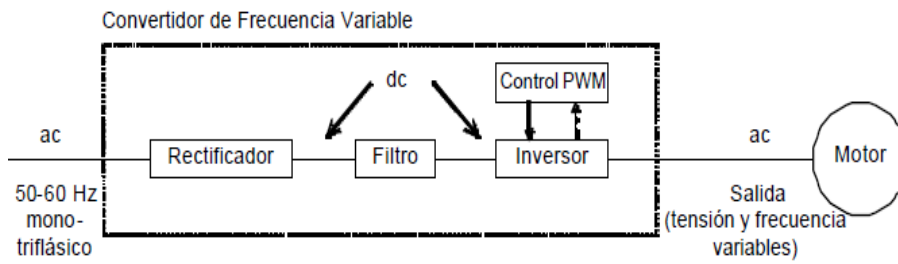 Convertidor de Frecuencia Variable
dc
Control PWM
ac
Rectificador
Filtro
Inversor
ac
Motor
50-60 Hz
mono-
triflásico
Salida
(tensión y frecuencia
variables)